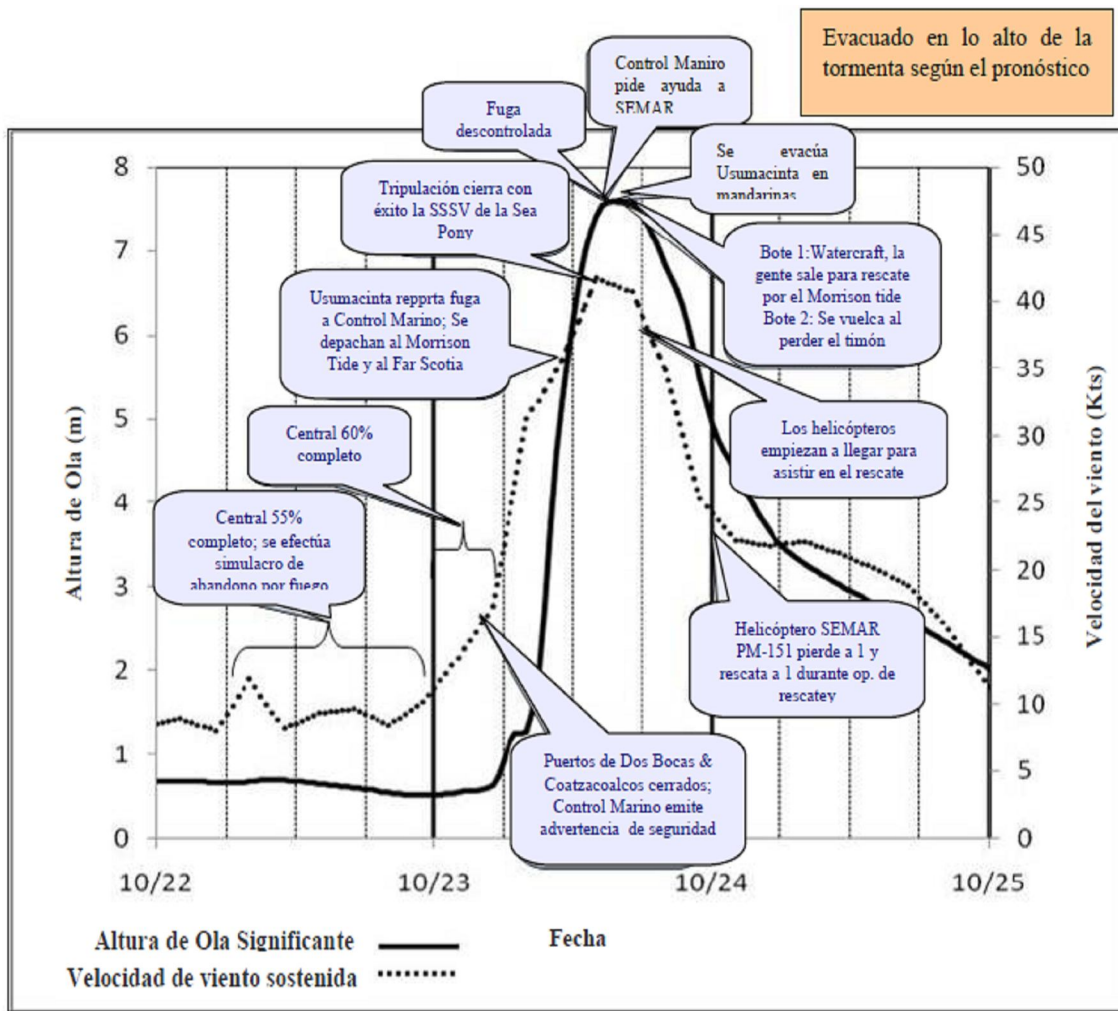 Evacuado en lo alto de la
tormenta según el pronóstico
Control Maniro
pide ayuda a
SEMAR
Fuga
descontrolada
Se evacúa
Usumacinta en
mandarinas
Tripulación cierra con
éxito la SSSV de la Sea
Pony
Bote 1:Watercraft, la
gente sale para rescate
por el Morrison tide
Bote 2: Se vuelca al
perder el timón
Usumacinta repprta fuga
a Control Marino; Se
depachan al Morrison
Tide y al Far Scotia
Central 60%
completo
Los helicópteros
empiezan a llegar para
asistir en el rescate
Central 55%
completo; se efectúa
simulacro de
abandono por fuego
Helicóptero SEMAR
PM-151 pierde a 1 y
rescata a 1 durante op. de
rescatey
Puertos de Dos Bocas &
Coatzacoalcos cerrados;
Control Marino emite
advertencia de seguridad
Altura de Ola (m)
8
7
6
5
4
3
2
1
0
Velocidad del viento (Kts)
50
45
40
35
30
25
20
15
10
5
0
10/22
10/23
10/24
10/25
Fecha
Altura de Ola Significante
Velocidad de viento sostenida